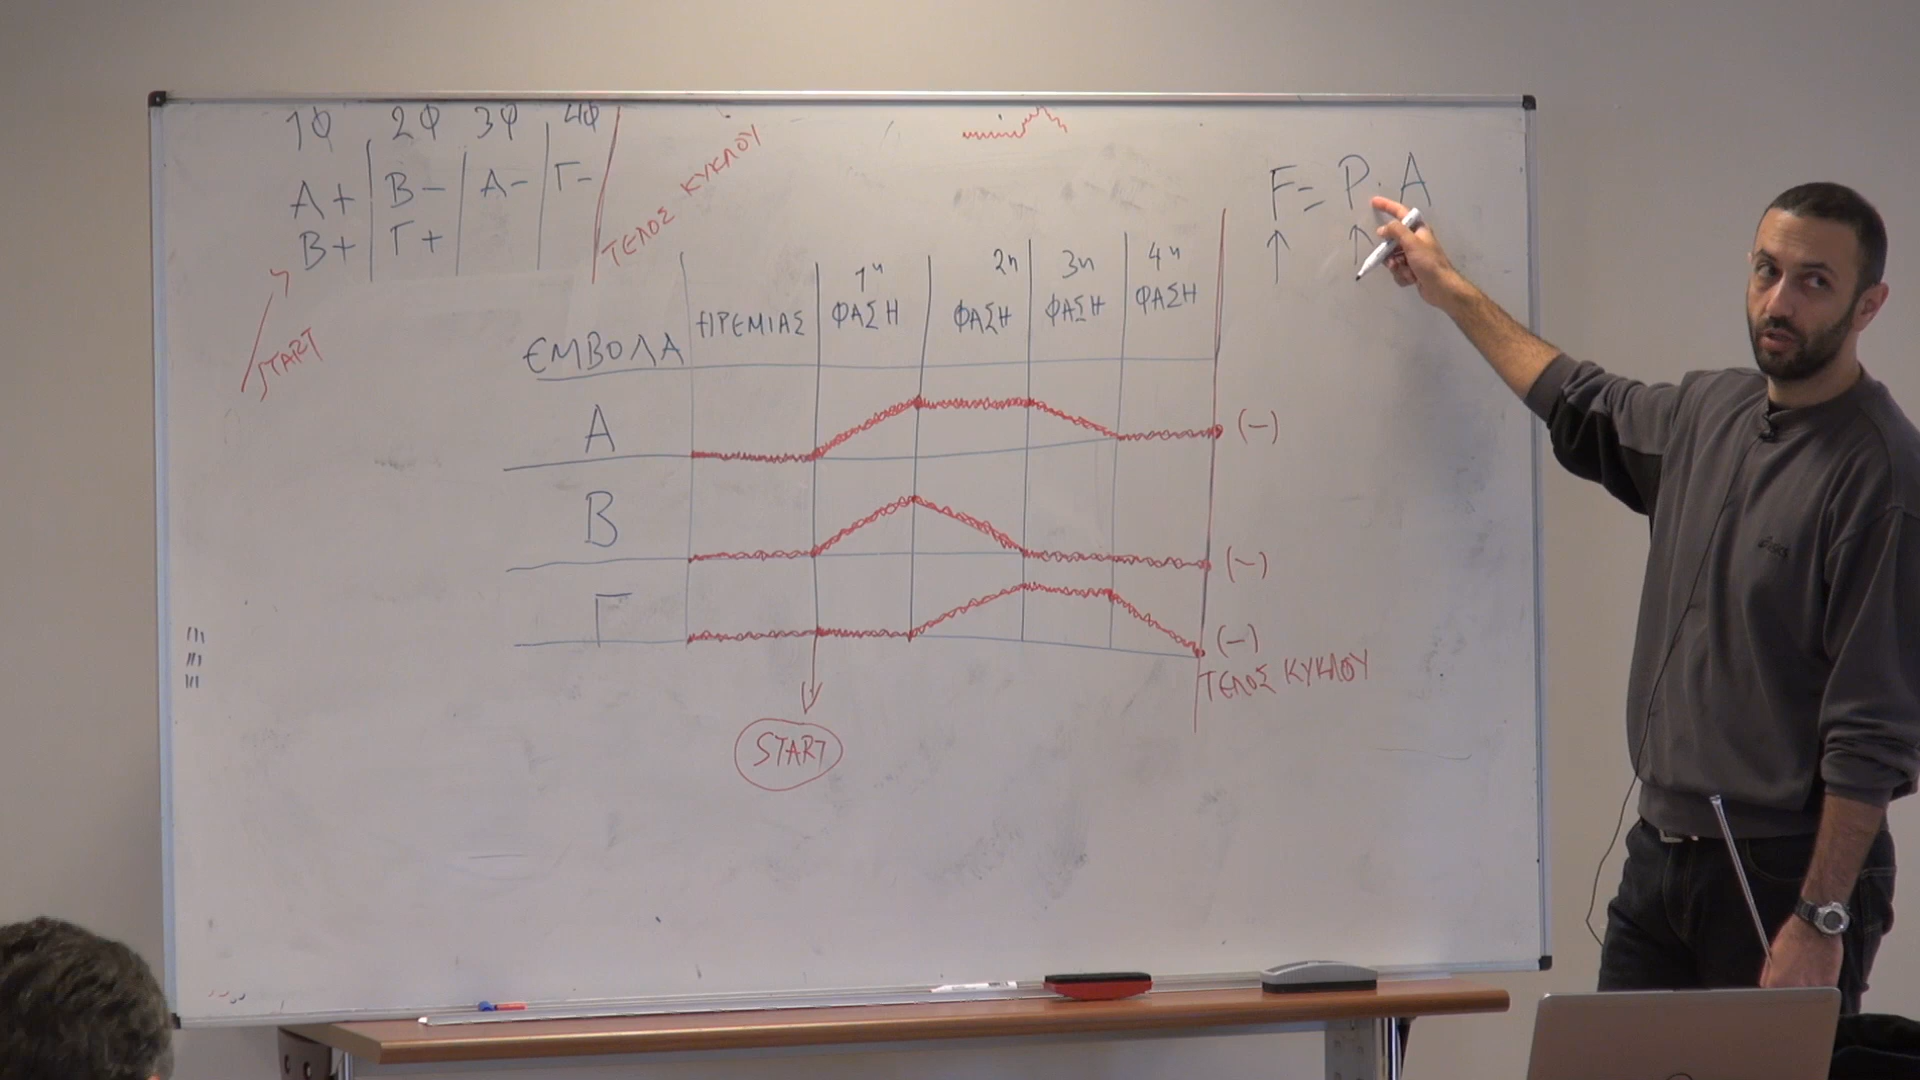 1Φ 2Φ 3Φ 4Φ
A+ B- A- Γ-
B+ Γ+
START
ΤΕΛΟΣ ΚΥΚΛΟΥ
F = P · A
↑ ↑
ΕΜΒΟΛΑ ΗΡΕΜΙΑΣ 1η ΦΑΣΗ 2η ΦΑΣΗ 3η ΦΑΣΗ 4η ΦΑΣΗ
A (-)
B (-)
Γ (-)
ΤΕΛΟΣ ΚΥΚΛΟΥ
START
asics